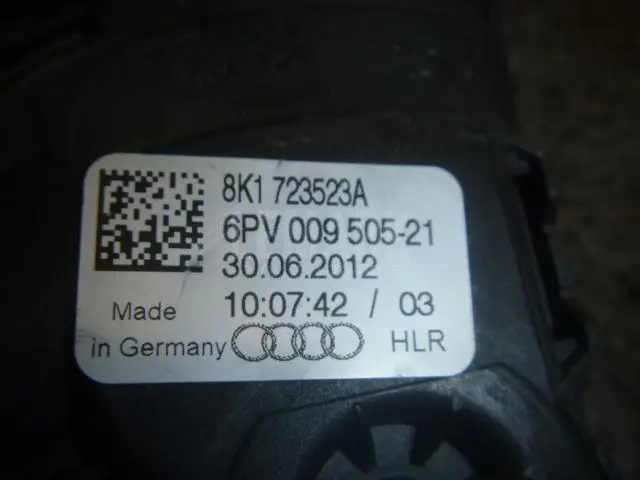 8K1 723523A
6PV 009 505-21
30.06.2012
Made 10:07:42 / 03
in Germany HLR